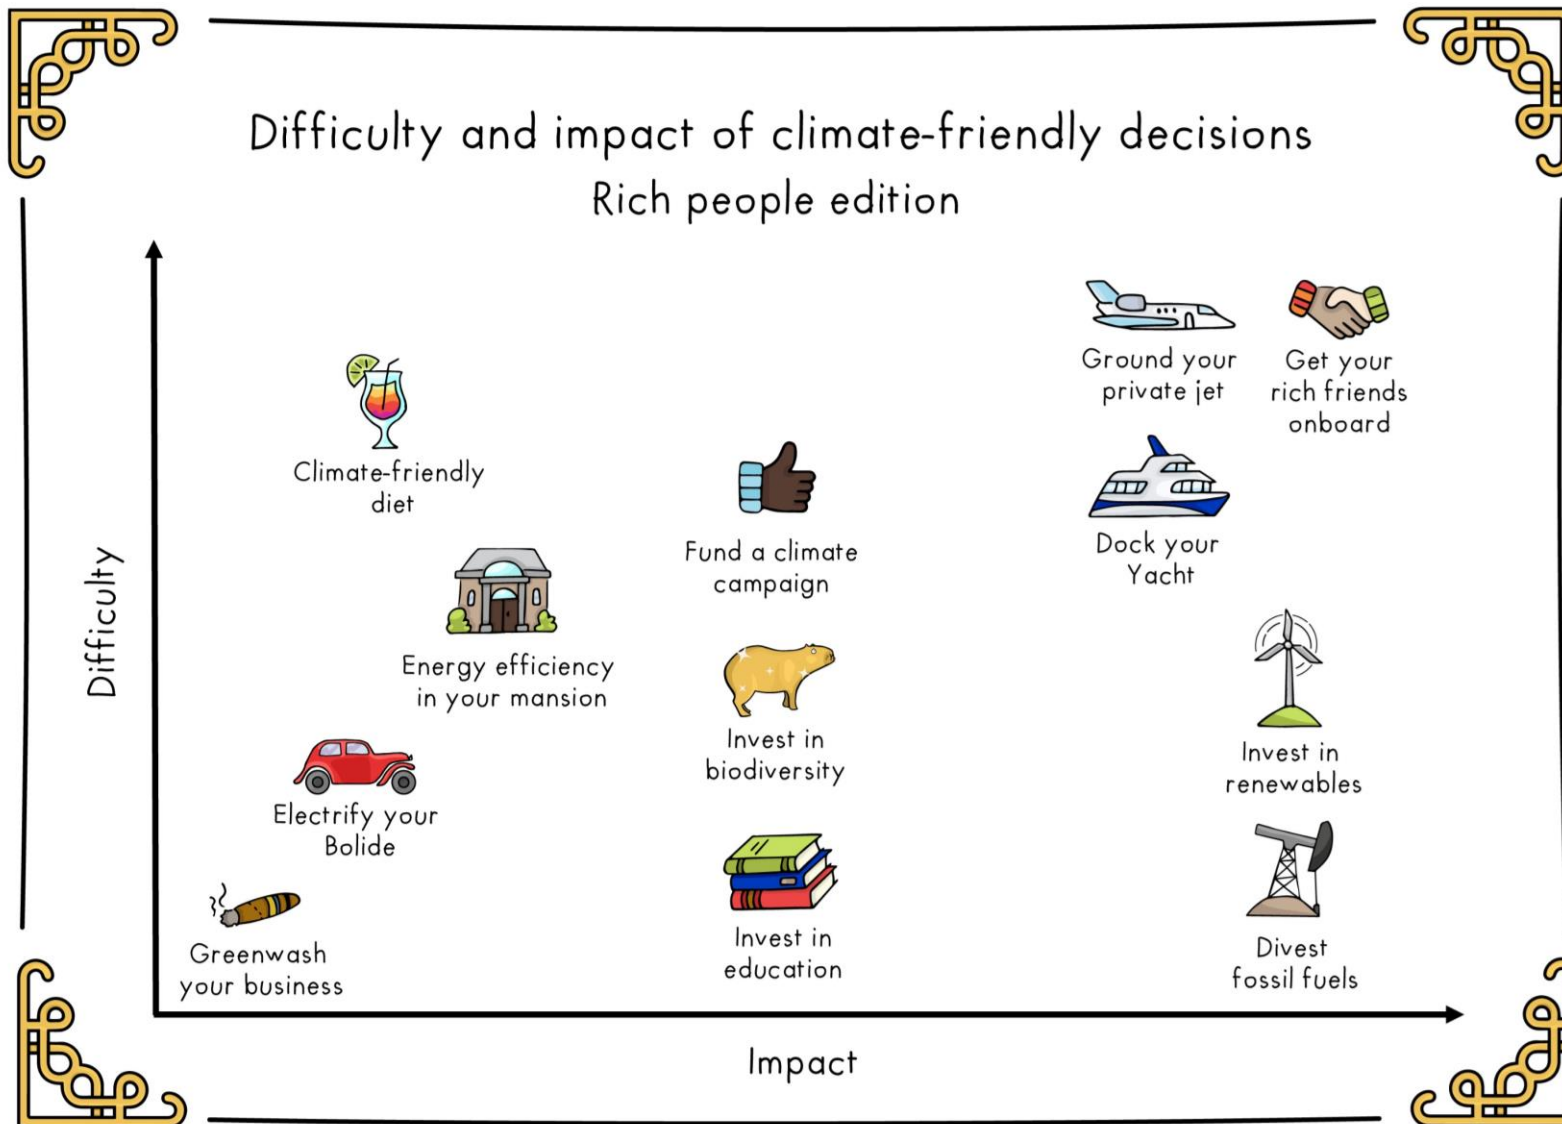 Difficulty and impact of climate-friendly decisions
Rich people edition
Difficulty
Climate-friendly
diet
Energy efficiency
in your mansion
Electrify your
Bolide
Greenwash
your business
Fund a climate
campaign
Invest in
biodiversity
Invest in
education
Ground your
private jet
Get your
rich friends
onboard
Dock your
Yacht
Invest in
renewables
Divest
fossil fuels
Impact